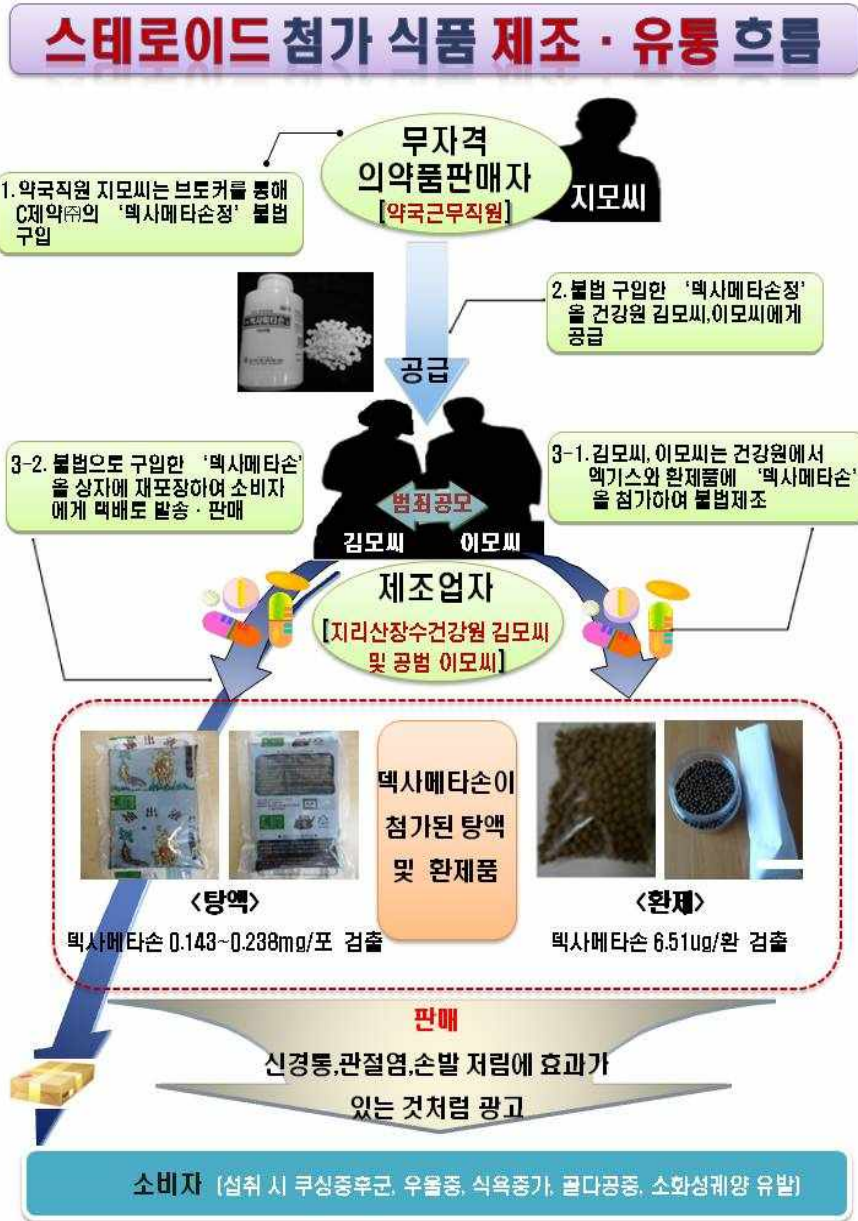 스테로이드 첨가 식품 제조 · 유통 흐름
무자격
의약품판매자
[약국근무직원]
지모씨
1. 약국직원 지모씨는 브로커를 통해
C제약㈜의 ‘덱사메타손정’ 불법
구입
2. 불법 구입한 ‘덱사메타손정’
을 건강원 김모씨,이모씨에게
공급
공급
3-2. 불법으로 구입한 ‘덱사메타손’
을 상자에 재포장하여 소비자
에게 택배로 발송 · 판매
3-1. 김모씨, 이모씨는 건강원에서
엑기스와 환제품에 ‘덱사메타손’
을 첨가하여 불법제조
범죄공모
김모씨 이모씨
제조업자
[지리산장수건강원 김모씨
및 공범 이모씨]
덱사메타손이
첨가된 탕액
및 환제품
<탕액>
덱사메타손 0.143~0.238mg/포 검출
<환제>
덱사메타손 6.51ug/환 검출
판매
신경통,관절염,손발 저림에 효과가
있는 것처럼 광고
소비자 [섭취 시 쿠싱중후군, 우울중, 식욕중가, 골다공중, 소화성궤양 유발]